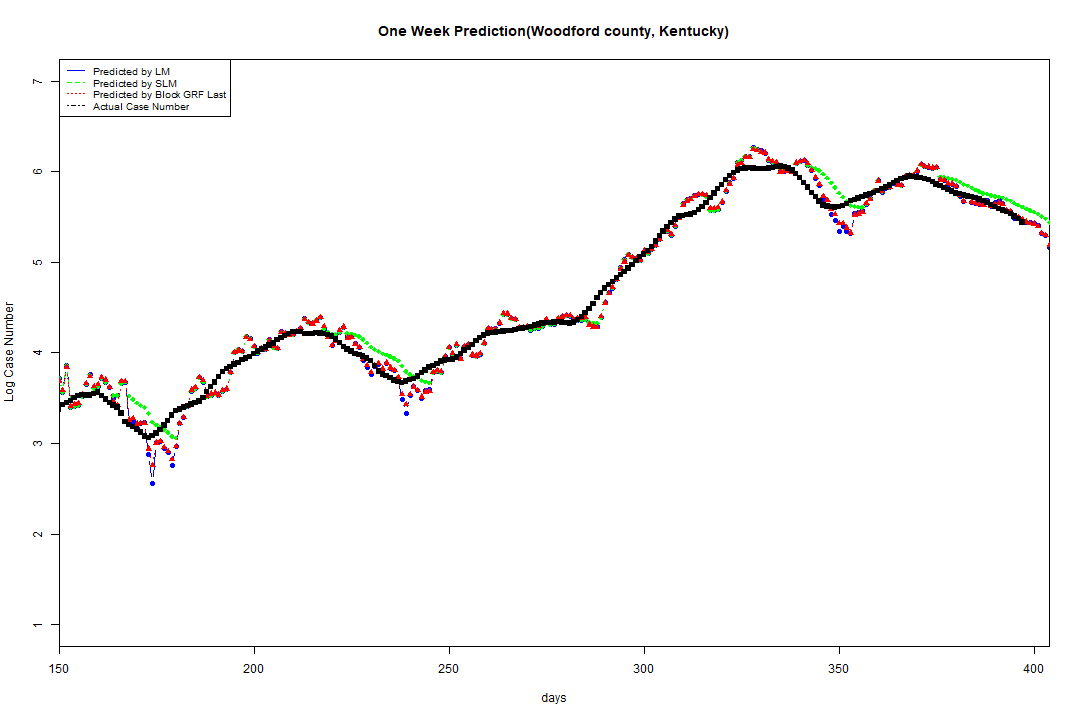 One Week Prediction(Woodford county, Kentucky)
Predicted by LM
Predicted by SLM
Predicted by Block GRF Last
Actual Case Number
Log Case Number
7
6
5
4
3
2
1
150 200 250 300 350 400
days